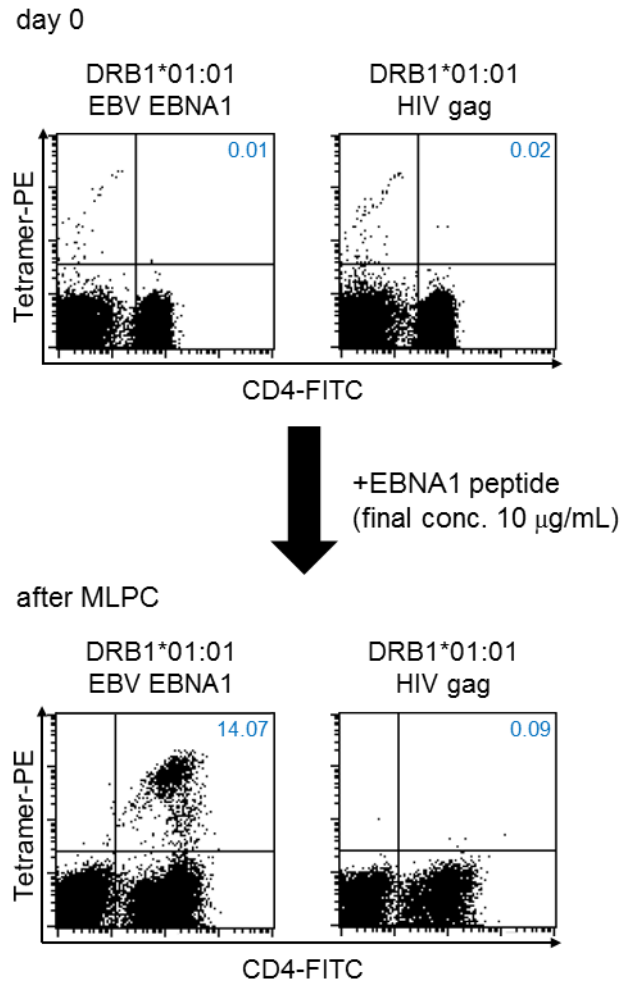 day 0
DRB1*01:01
EBV EBNA1
DRB1*01:01
HIV gag
0.01
0.02
Tetramer-PE
CD4-FITC
+EBNA1 peptide
(final conc. 10 μg/mL)
after MLPC
DRB1*01:01
EBV EBNA1
DRB1*01:01
HIV gag
14.07
0.09
Tetramer-PE
CD4-FITC